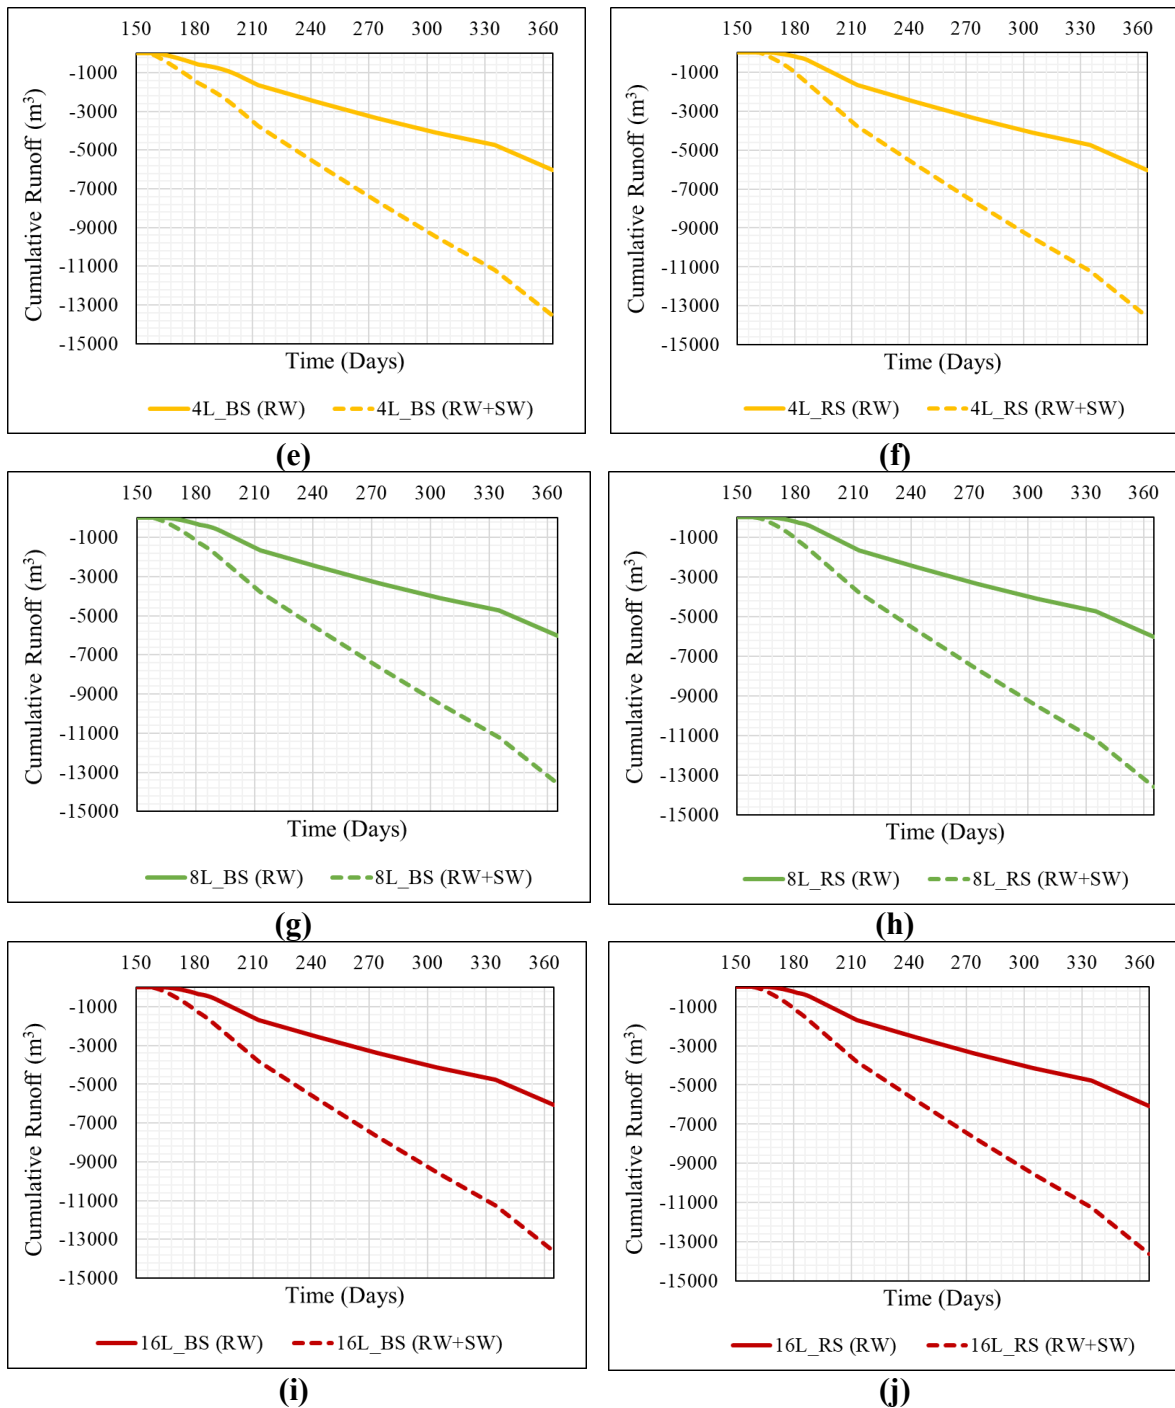 150 180 210 240 270 300 330 360
-1000
-3000
-5000
-7000
-9000
-11000
-13000
-15000
Cumulative Runoff (m³)
Time (Days)
4L_BS (RW) 4L_BS (RW+SW)
(e)
150 180 210 240 270 300 330 360
-1000
-3000
-5000
-7000
-9000
-11000
-13000
-15000
Cumulative Runoff (m³)
Time (Days)
4L_RS (RW) 4L_RS (RW+SW)
(f)
150 180 210 240 270 300 330 360
-1000
-3000
-5000
-7000
-9000
-11000
-13000
-15000
Cumulative Runoff (m³)
Time (Days)
8L_BS (RW) 8L_BS (RW+SW)
(g)
150 180 210 240 270 300 330 360
-1000
-3000
-5000
-7000
-9000
-11000
-13000
-15000
Cumulative Runoff (m³)
Time (Days)
8L_RS (RW) 8L_RS (RW+SW)
(h)
150 180 210 240 270 300 330 360
-1000
-3000
-5000
-7000
-9000
-11000
-13000
-15000
Cumulative Runoff (m³)
Time (Days)
16L_BS (RW) 16L_BS (RW+SW)
(i)
150 180 210 240 270 300 330 360
-1000
-3000
-5000
-7000
-9000
-11000
-13000
-15000
Cumulative Runoff (m³)
Time (Days)
16L_RS (RW) 16L_RS (RW+SW)
(j)